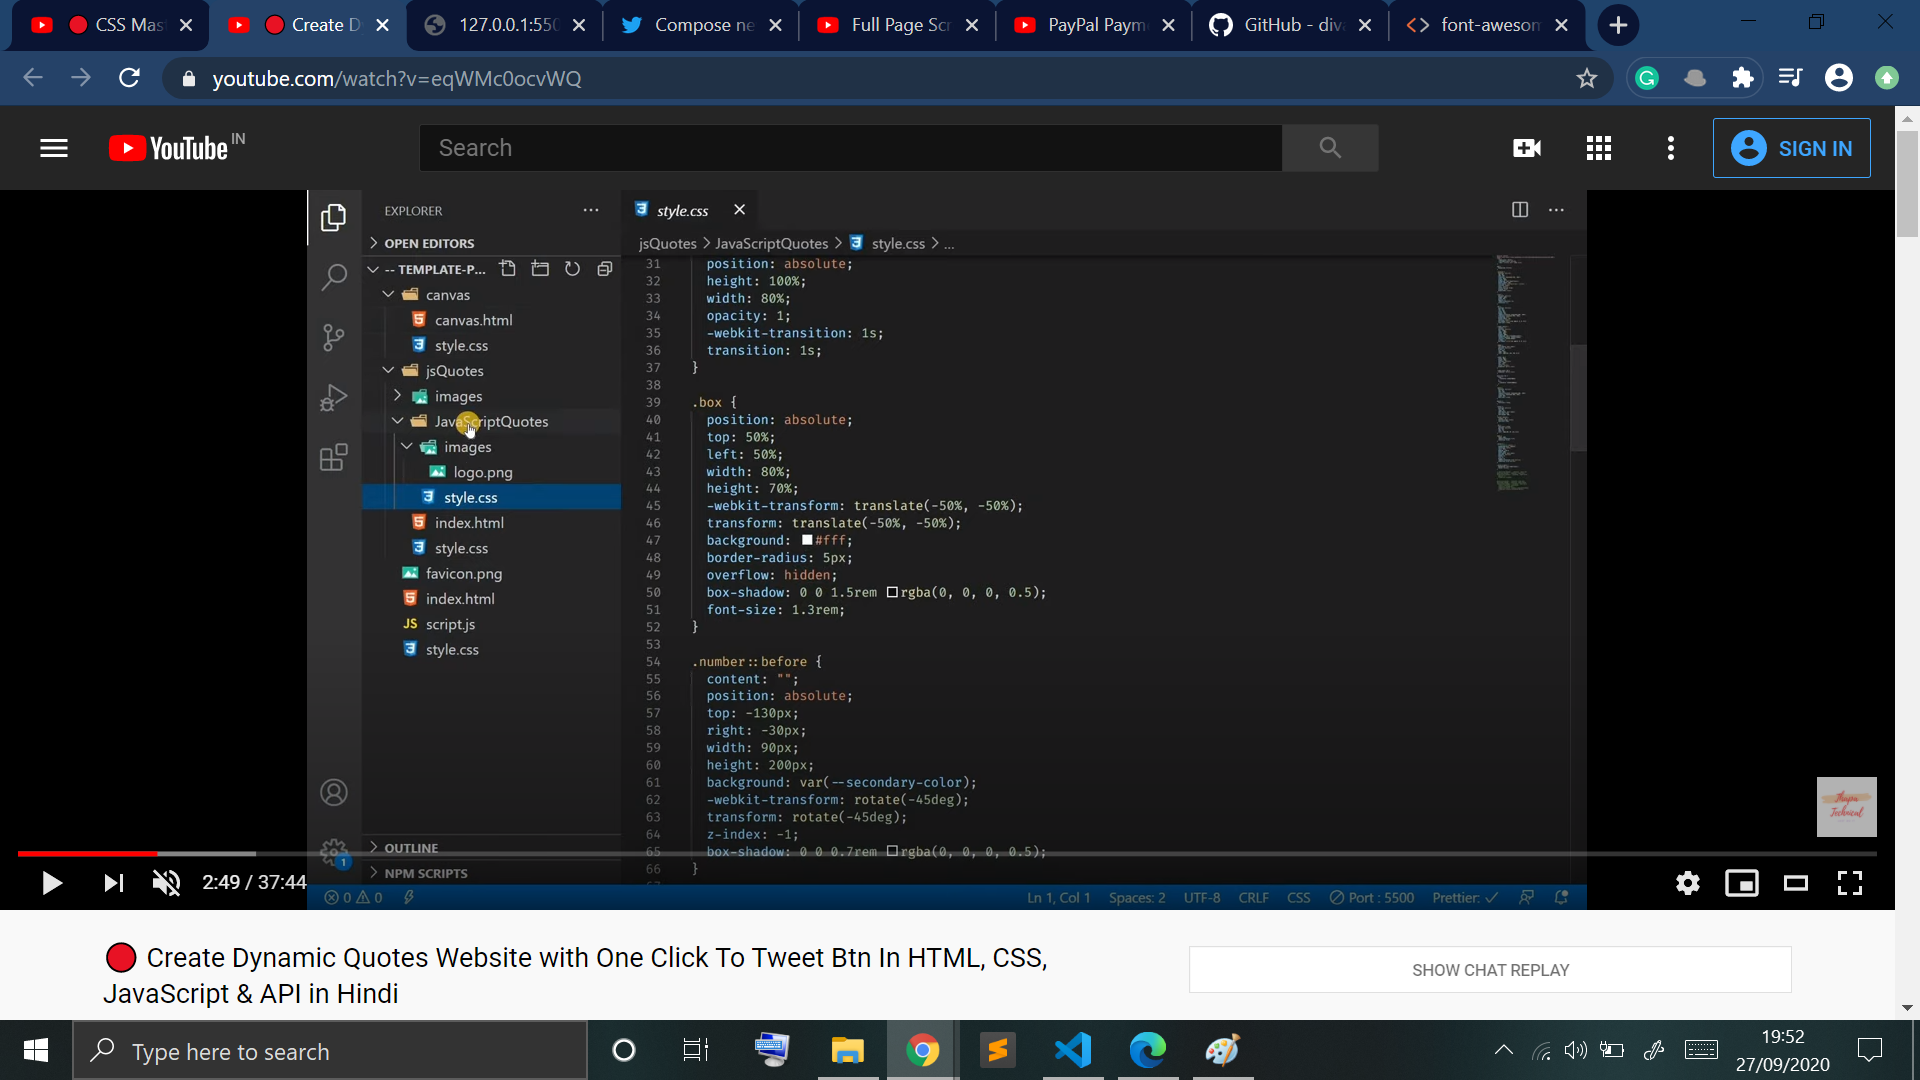 CSS Mas
Create D
127.0.0.1:550
Compose ne
Full Page Scr
PayPal Paym
GitHub - diva
font-awesom
youtube.com/watch?v=eqWMc0ocvWQ
YouTube IN
Search
SIGN IN
EXPLORER
OPEN EDITORS
-- TEMPLATE-P...
canvas
canvas.html
style.css
jsQuotes
images
JavaScriptQuotes
images
logo.png
style.css
index.html
style.css
favicon.png
index.html
JS script.js
style.css
OUTLINE
NPM SCRIPTS
style.css
jsQuotes > JavaScriptQuotes > style.css > ...
31 position: absolute;
32 height: 100%;
33 width: 80%;
34 opacity: 1;
35 -webkit-transition: 1s;
36 transition: 1s;
37 }
38
39 .box {
40 position: absolute;
41 top: 50%;
42 left: 50%;
43 width: 80%;
44 height: 70%;
45 -webkit-transform: translate(-50%, -50%);
46 transform: translate(-50%, -50%);
47 background: #fff;
48 border-radius: 5px;
49 overflow: hidden;
50 box-shadow: 0 0 1.5rem rgba(0, 0, 0, 0.5);
51 font-size: 1.3rem;
52 }
53
54 .number::before {
55 content: "";
56 position: absolute;
57 top: -130px;
58 right: -30px;
59 width: 90px;
60 height: 200px;
61 background: var(--secondary-color);
62 -webkit-transform: rotate(-45deg);
63 transform: rotate(-45deg);
64 z-index: -1;
65 box-shadow: 0 0 0.7rem rgba(0, 0, 0, 0.5);
66 }
Thapa
Technical
1
2:49 / 37:44
0 0
Ln 1, Col 1 Spaces: 2 UTF-8 CRLF CSS Port : 5500 Prettier: ✓
Create Dynamic Quotes Website with One Click To Tweet Btn In HTML, CSS,
JavaScript & API in Hindi
SHOW CHAT REPLAY
Type here to search
19:52
27/09/2020